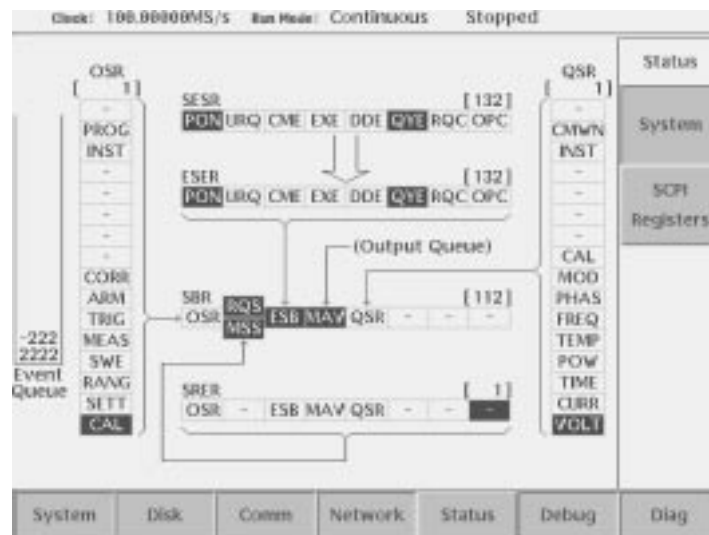 Clock: 100.00000MS/s Run Mode: Continuous Stopped
OSR
[ 1]
-
PROG
INST
-
-
-
-
-
CORR
ARM
TRIG
MEAS
SWE
RANG
SETT
CAL
-222
2222
Event
Queue
SESR [ 132]
PON URQ CME EXE DDE QYE RQC OPC
ESER [ 132]
PON URQ CME EXE DDE QYE RQC OPC
(Output Queue)
SBR [ 112]
OSR RQS MSS ESB MAV QSR - - -
SRER [ 1]
OSR - ESB MAV QSR - - -
QSR
[ 1]
-
CMWN
INST
-
-
-
-
CAL
MOD
PHAS
FREQ
TEMP
POW
TIME
CURR
VOLT
Status
System
SCPI
Registers
System Disk Comm Network Status Debug Diag